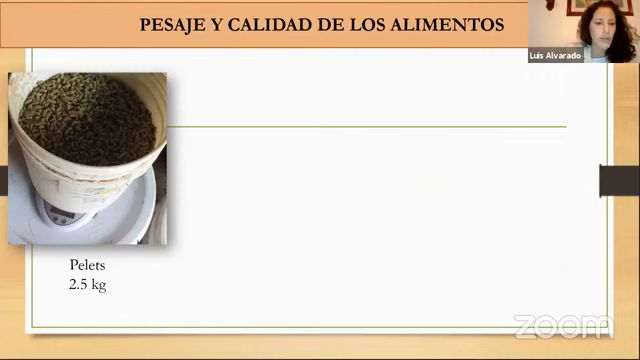 PESAJE Y CALIDAD DE LOS ALIMENTOS
Luis Alvarado
Pelets
2.5 kg
zoom